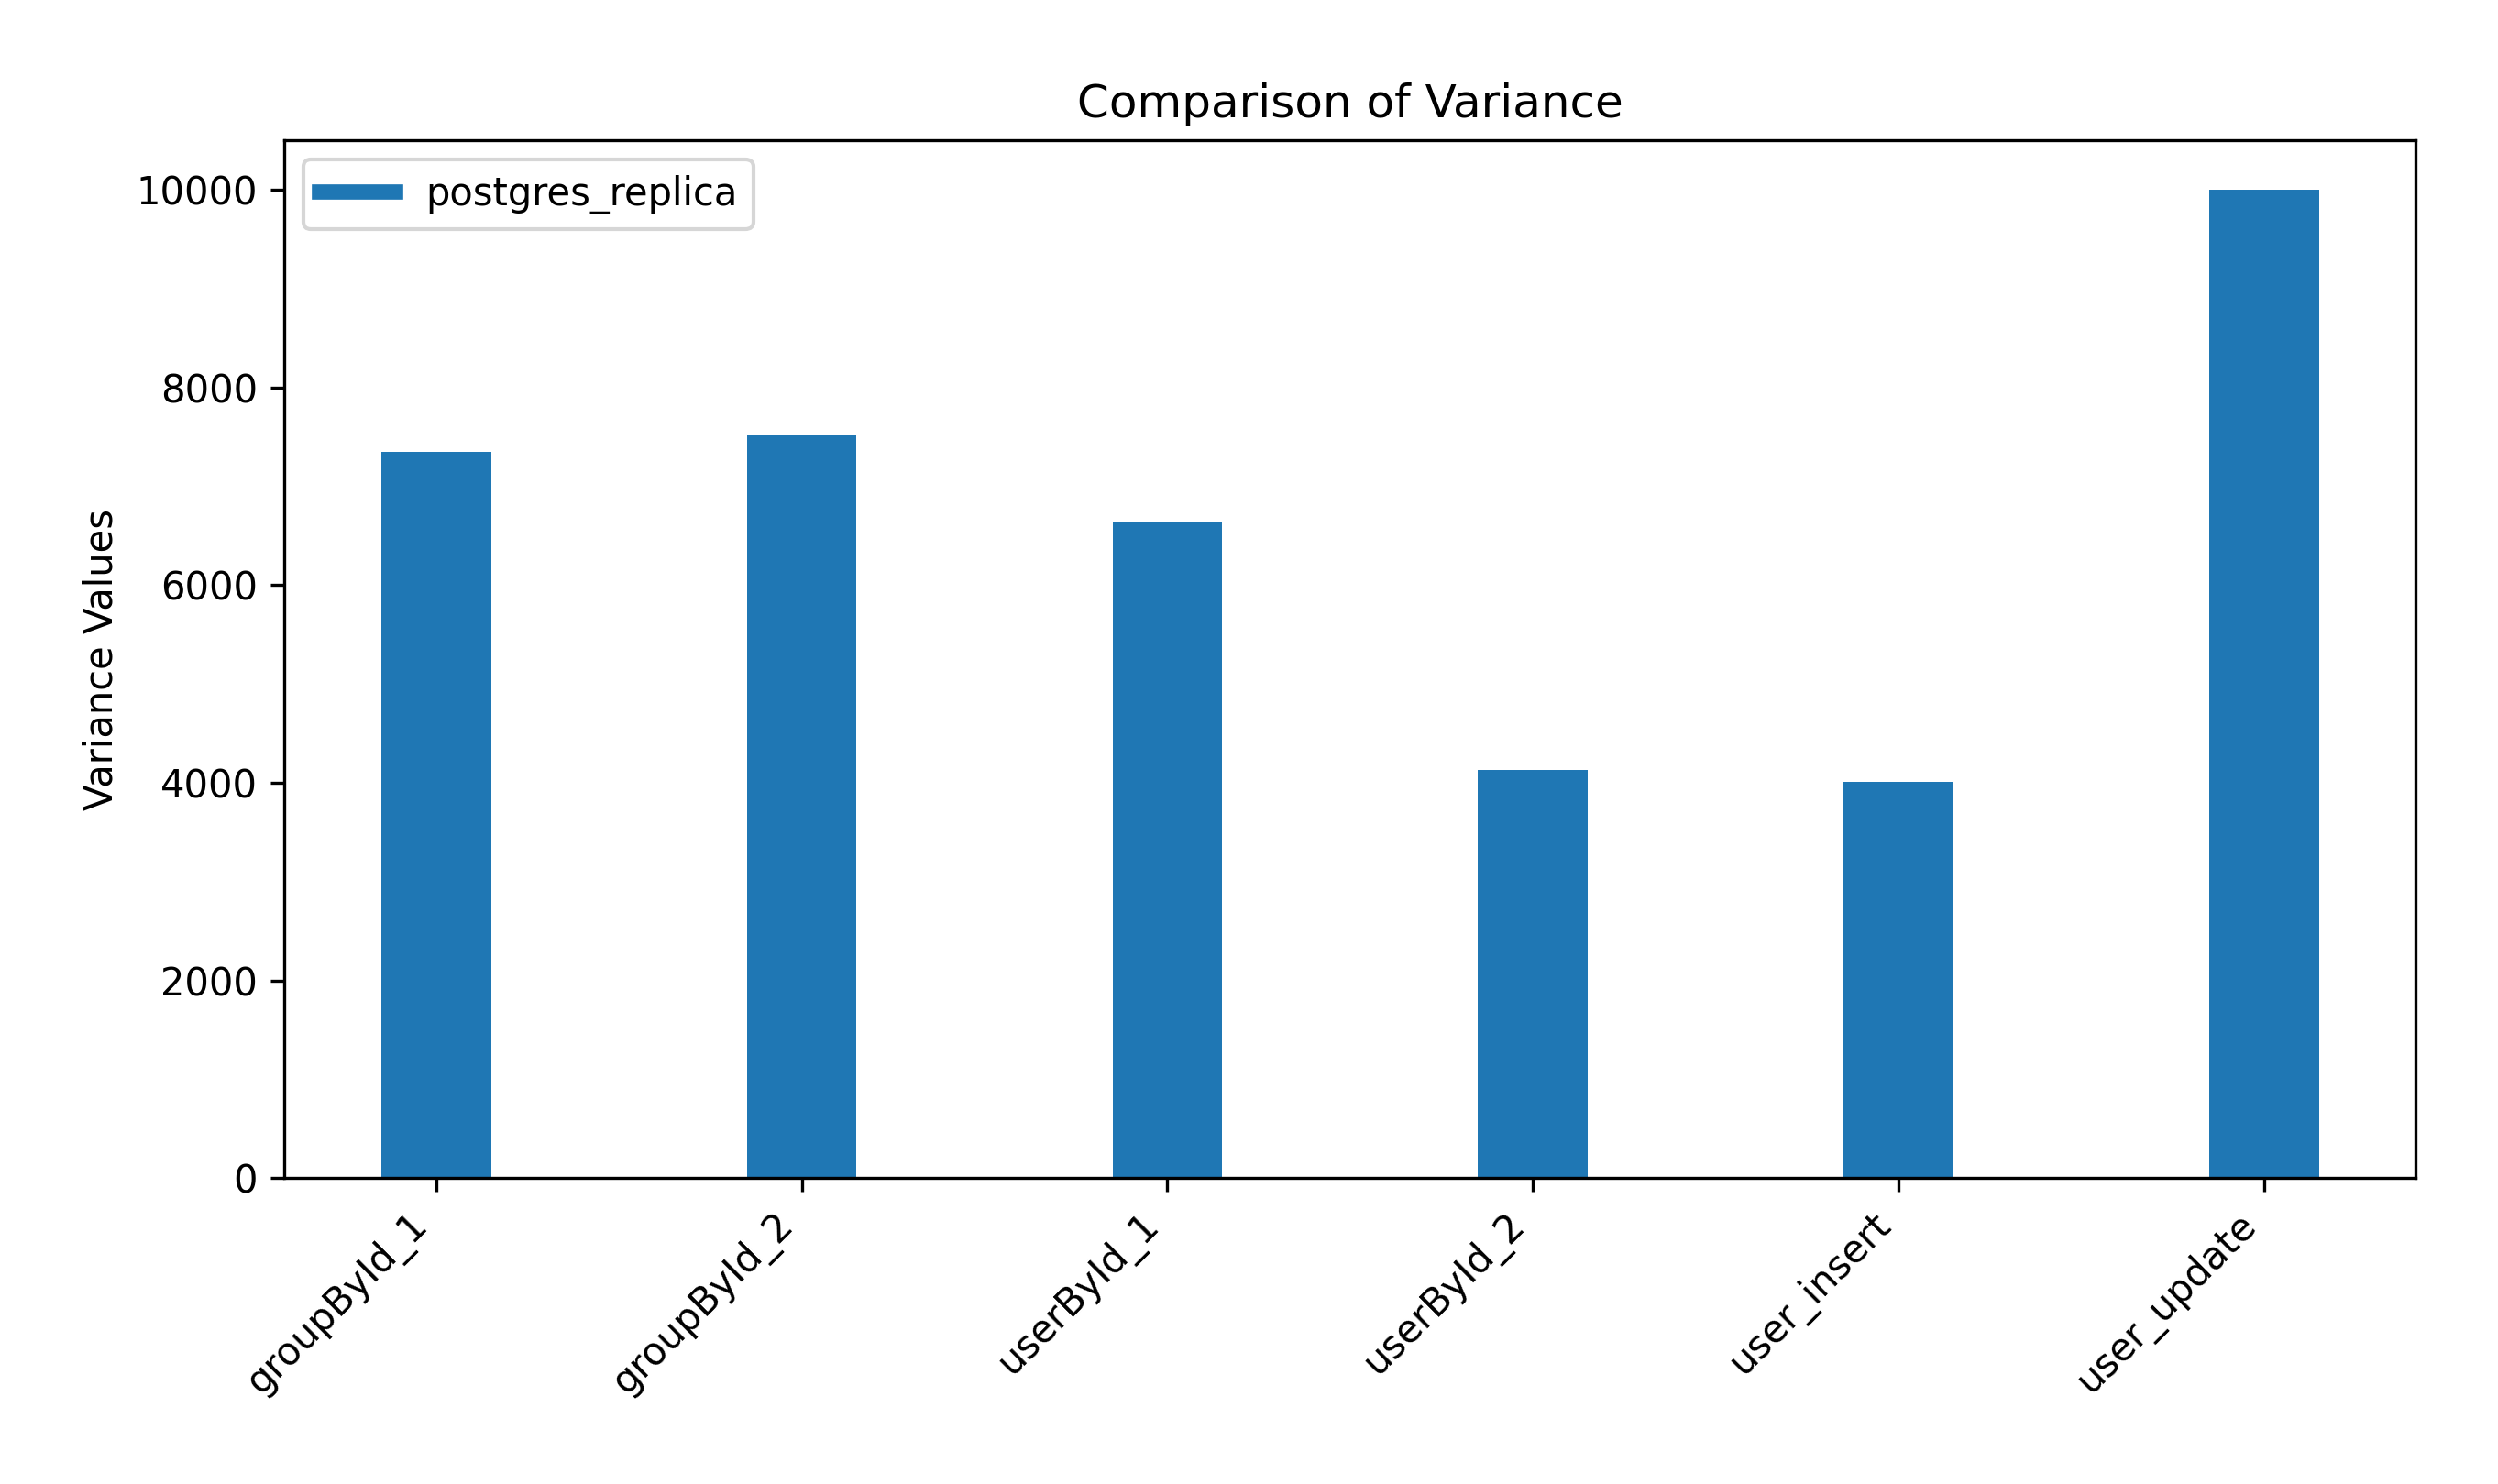 Comparison of Variance
postgres_replica
Variance Values
10000
8000
6000
4000
2000
0
groupById_1
groupById_2
userById_1
userById_2
user_insert
user_update